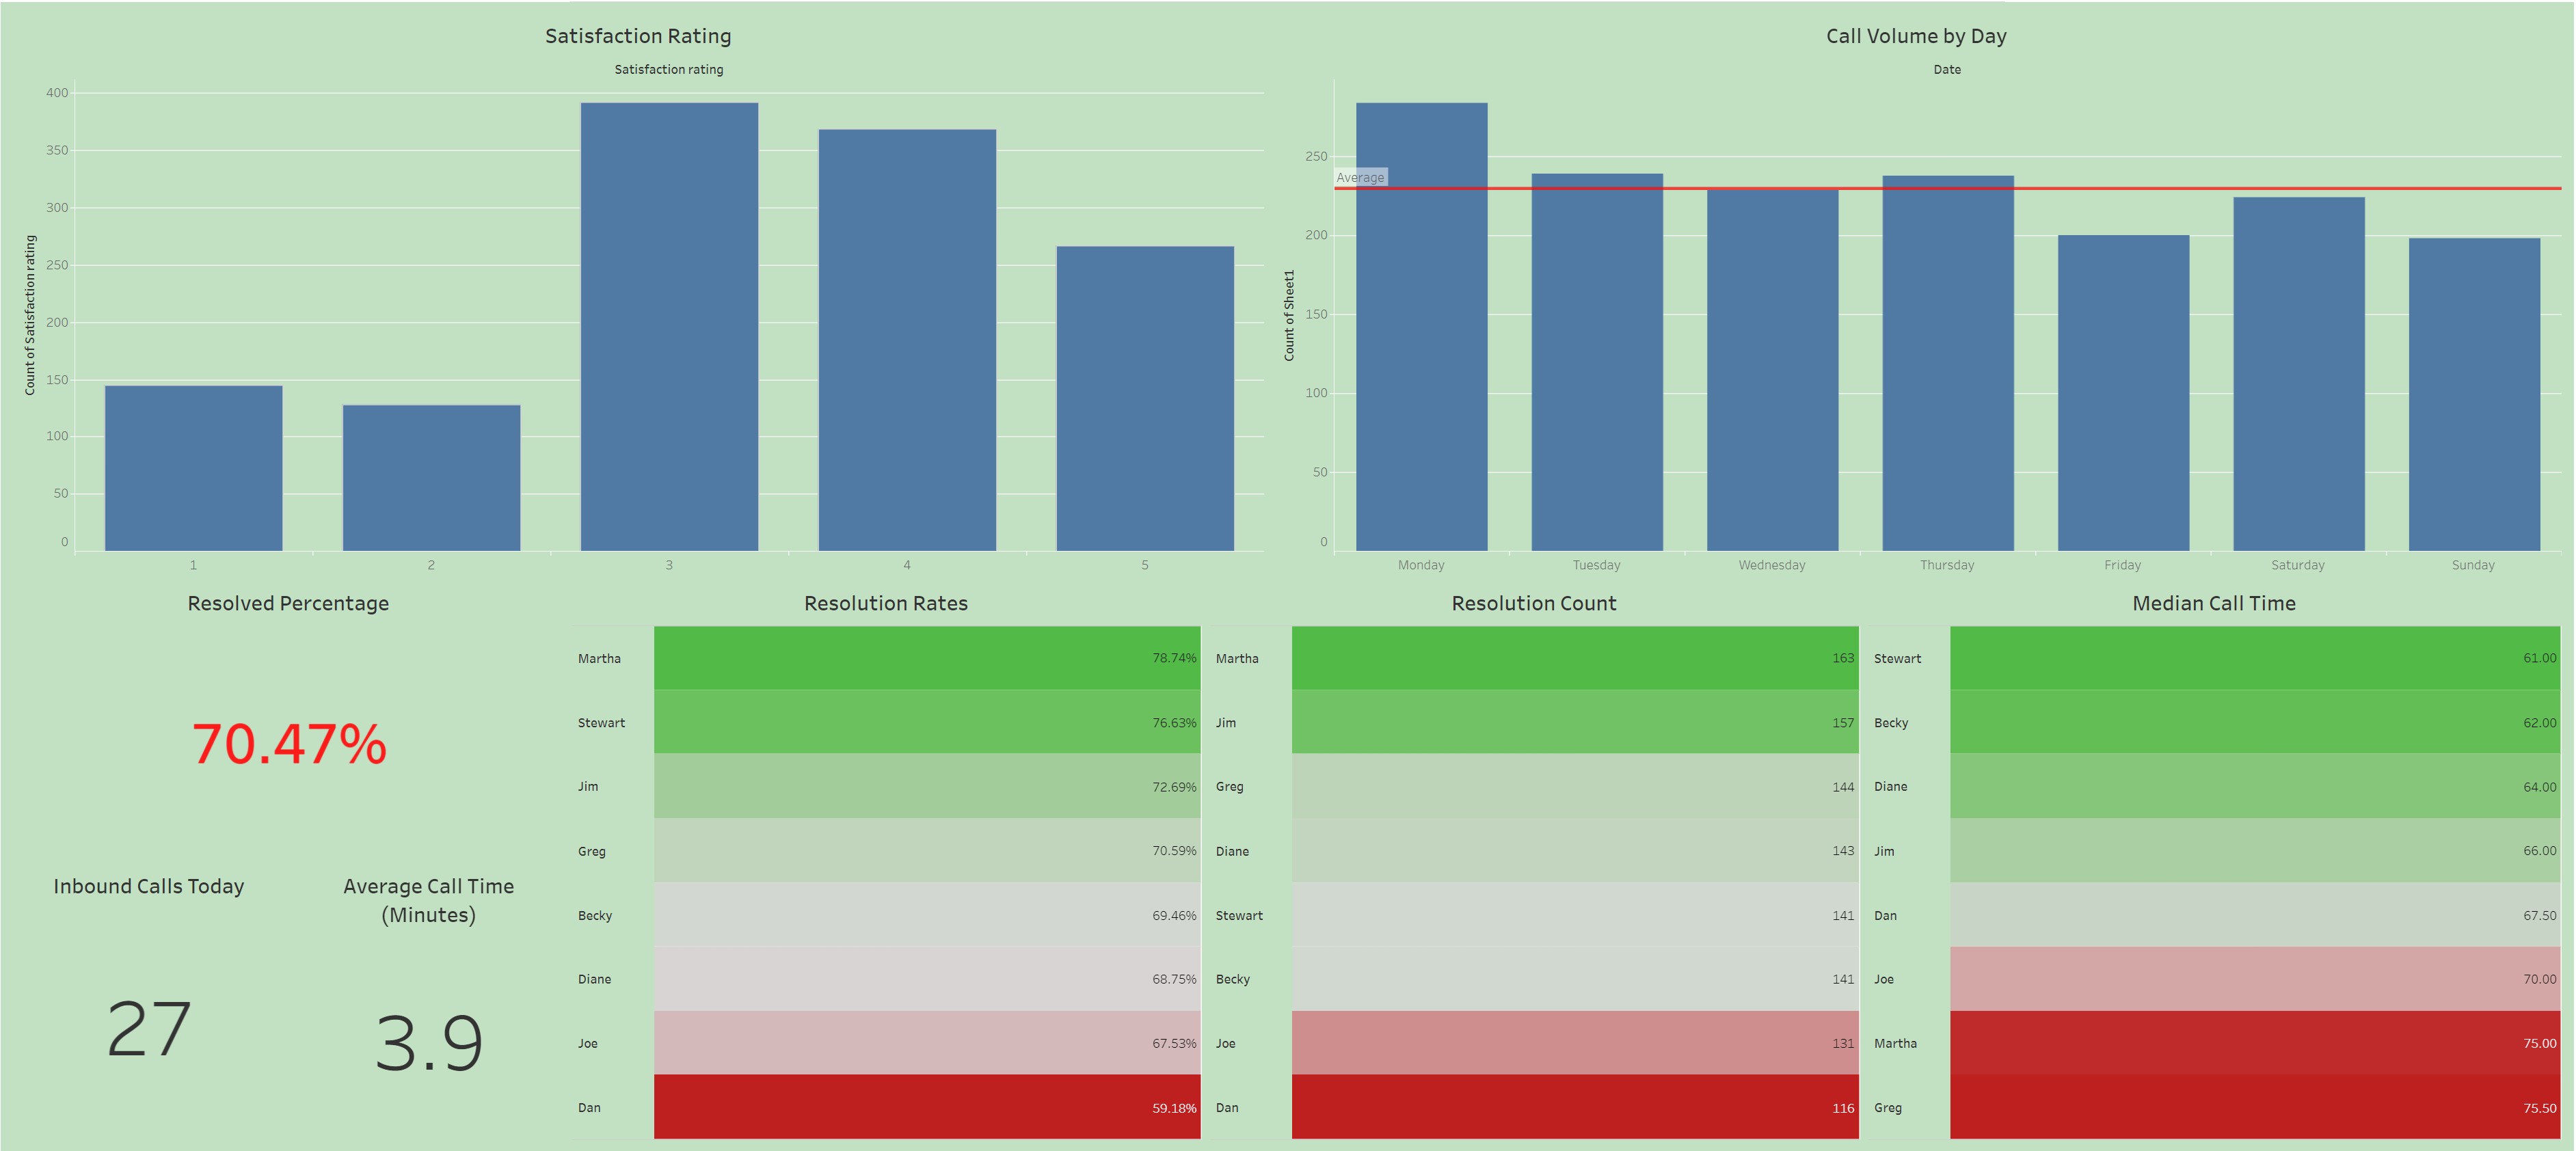 Satisfaction Rating
Satisfaction rating
Count of Satisfaction rating
400
350
300
250
200
150
100
50
0
1
2
3
4
5
Call Volume by Day
Date
Count of Sheet1
250
200
150
100
50
0
Average
Monday
Tuesday
Wednesday
Thursday
Friday
Saturday
Sunday
Resolved Percentage
70.47%
Inbound Calls Today
27
Average Call Time
(Minutes)
3.9
Resolution Rates
Martha 78.74%
Stewart 76.63%
Jim 72.69%
Greg 70.59%
Becky 69.46%
Diane 68.75%
Joe 67.53%
Dan 59.18%
Resolution Count
Martha 163
Jim 157
Greg 144
Diane 143
Stewart 141
Becky 141
Joe 131
Dan 116
Median Call Time
Stewart 61.00
Becky 62.00
Diane 64.00
Jim 66.00
Dan 67.50
Joe 70.00
Martha 75.00
Greg 75.50